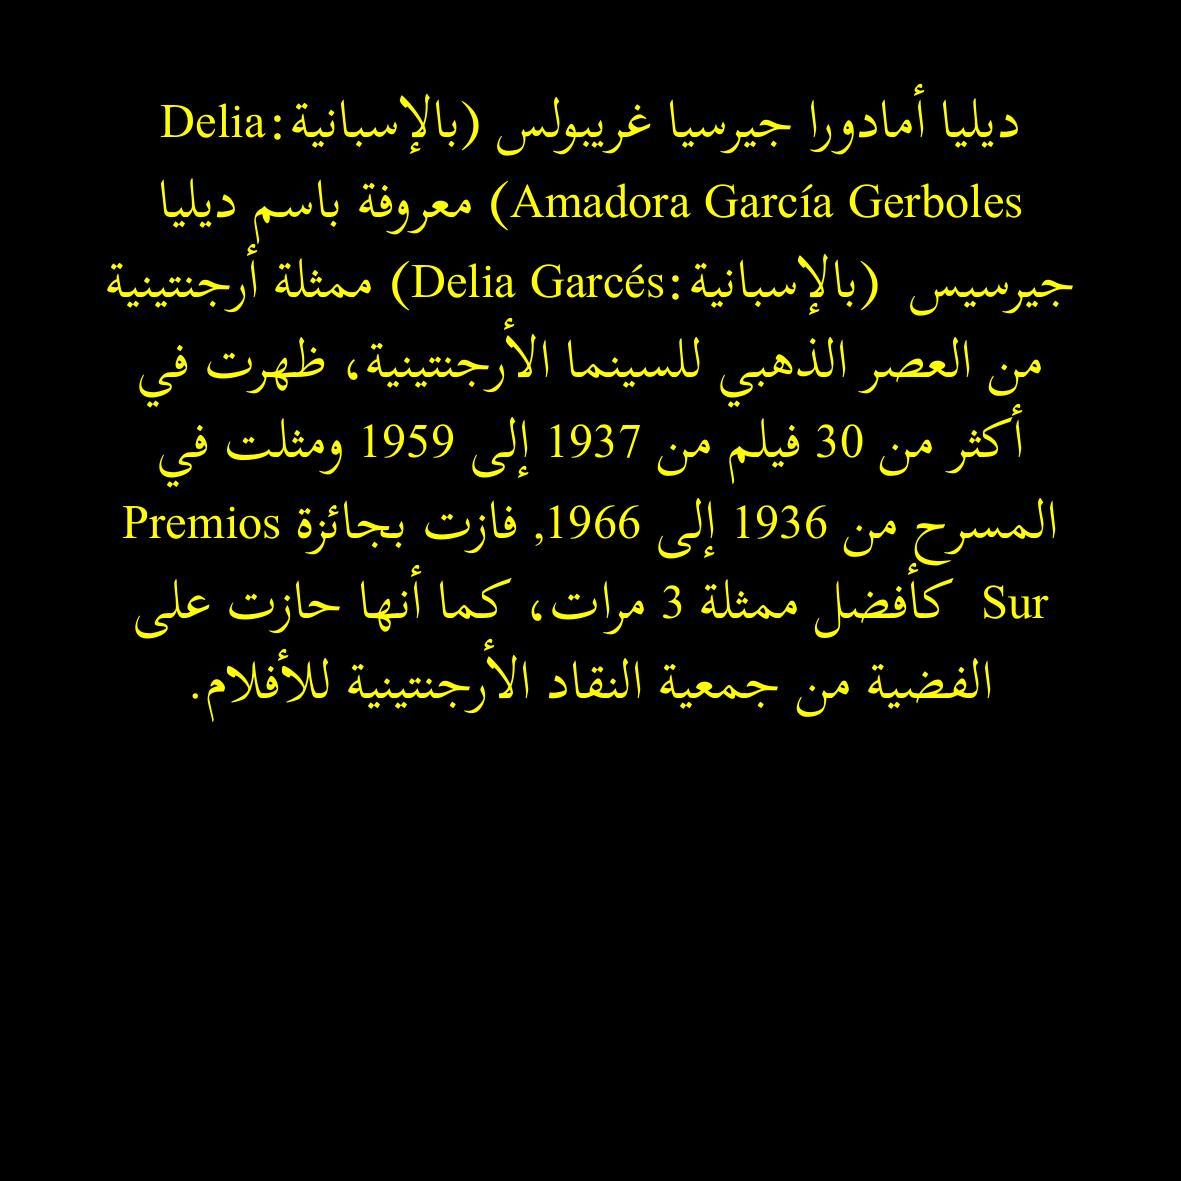 ديليا أمادورا جيرسيا غريبولس (بالإسبانية: Delia
Amadora García Gerboles) معروفة باسم ديليا
جيرسيس (بالإسبانية: Delia Garcés) ممثلة أرجنتينية
من العصر الذهبي للسينما الأرجنتينية، ظهرت في
أكثر من 30 فيلم من 1937 إلى 1959 ومثلت في
المسرح من 1936 إلى 1966, فازت بجائزة Premios
Sur كأفضل ممثلة 3 مرات، كما أنها حازت على
الفضية من جمعية النقاد الأرجنتينية للأفلام.